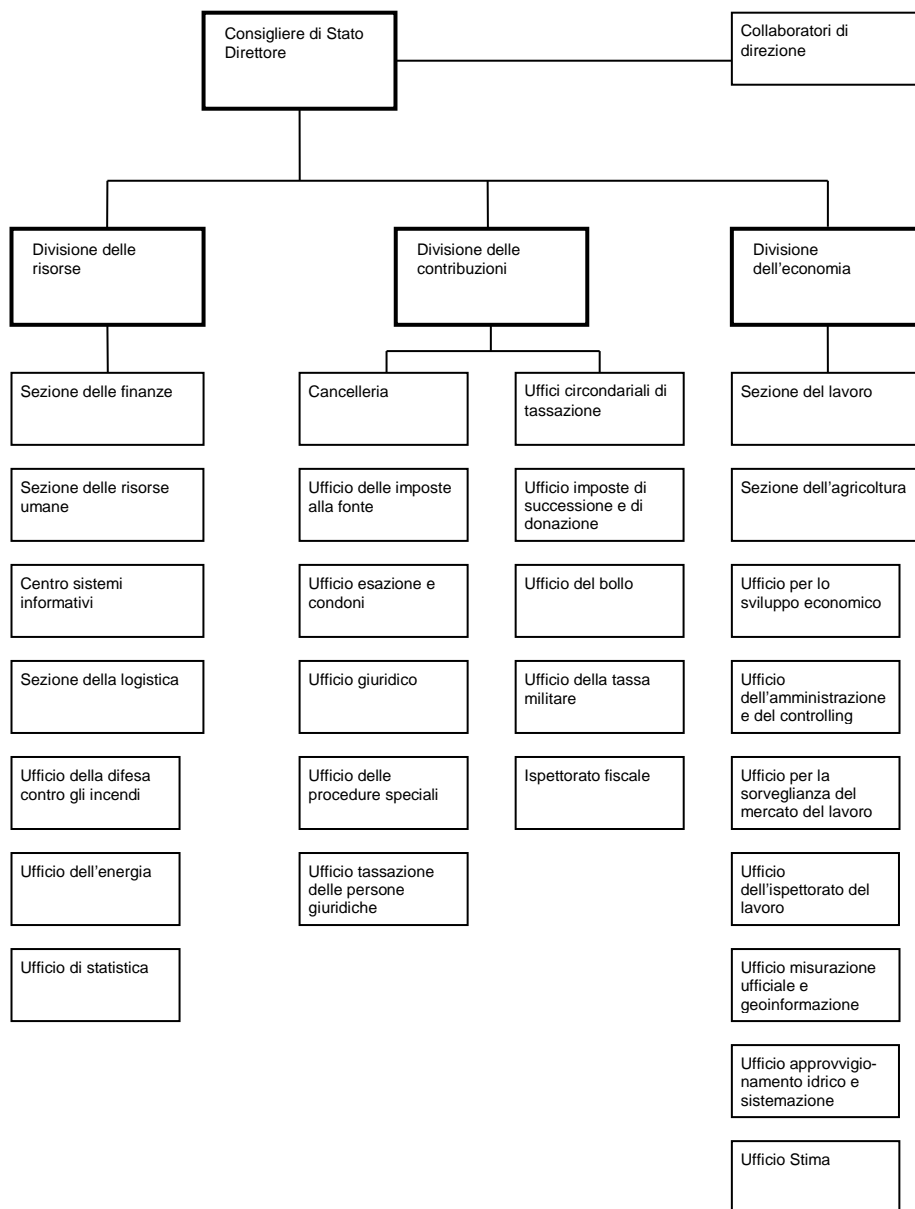 Consigliere di Stato
Direttore
Collaboratori di
direzione
Divisione delle
risorse
Divisione delle
contribuzioni
Divisione
dell'economia
Sezione delle finanze
Cancelleria
Uffici circondariali di
tassazione
Sezione del lavoro
Sezione delle risorse
umane
Ufficio delle imposte
alla fonte
Ufficio imposte di
successione e di
donazione
Sezione dell'agricoltura
Centro sistemi
informativi
Ufficio esazione e
condoni
Ufficio del bollo
Ufficio per lo
sviluppo economico
Sezione della logistica
Ufficio giuridico
Ufficio della tassa
militare
Ufficio
dell'amministrazione
e del controlling
Ufficio della difesa
contro gli incendi
Ufficio delle
procedure speciali
Ispettorato fiscale
Ufficio per la
sorveglianza del
mercato del lavoro
Ufficio dell'energia
Ufficio tassazione
delle persone
giuridiche
Ufficio
dell'ispettorato del
lavoro
Ufficio di statistica
Ufficio misurazione
ufficiale e
geoinformazione
Ufficio approvvigio-
namento idrico e
sistemazione
Ufficio Stima